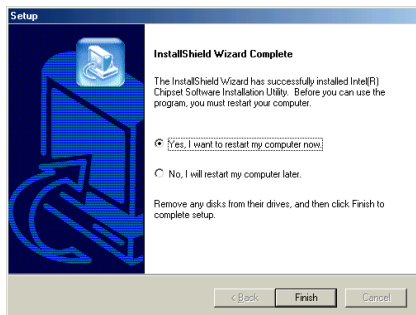 Setup
InstallShield Wizard Complete
The InstallShield Wizard has successfully installed Intel(R)
Chipset Software Installation Utility. Before you can use the
program, you must restart your computer.
Yes, I want to restart my computer now.
No, I will restart my computer later.
Remove any disks from their drives, and then click Finish to
complete setup.
< Back Finish Cancel